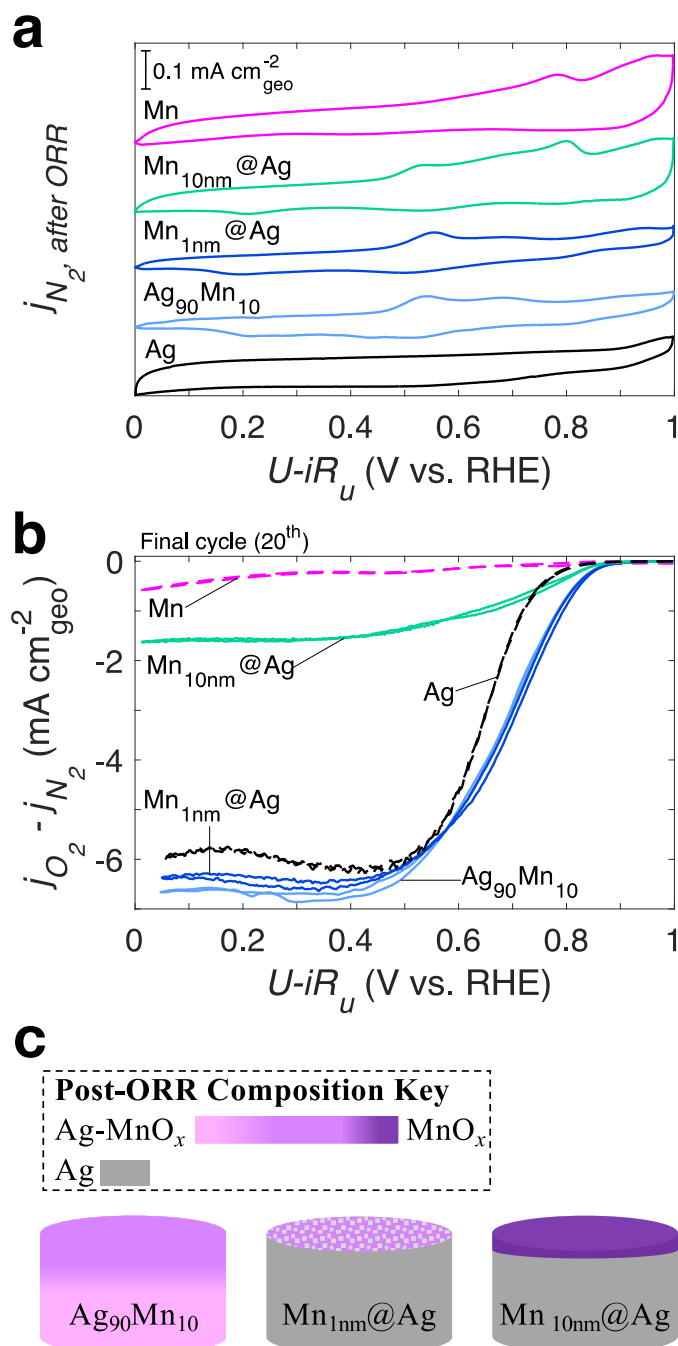 a
0.1 mA cm⁻²geo
Mn
Mn10nm@Ag
Mn1nm@Ag
Ag90Mn10
Ag
jN2, after ORR
0 0.2 0.4 0.6 0.8 1
U-iRu (V vs. RHE)
b
Final cycle (20th)
0
-2
-4
-6
Mn
Mn10nm@Ag
Ag
Mn1nm@Ag
Ag90Mn10
jO2 - jN2 (mA cm⁻²geo)
0 0.2 0.4 0.6 0.8 1
U-iRu (V vs. RHE)
c
Post-ORR Composition Key
Ag-MnOx MnOx
Ag
Ag90Mn10 Mn1nm@Ag Mn 10nm@Ag